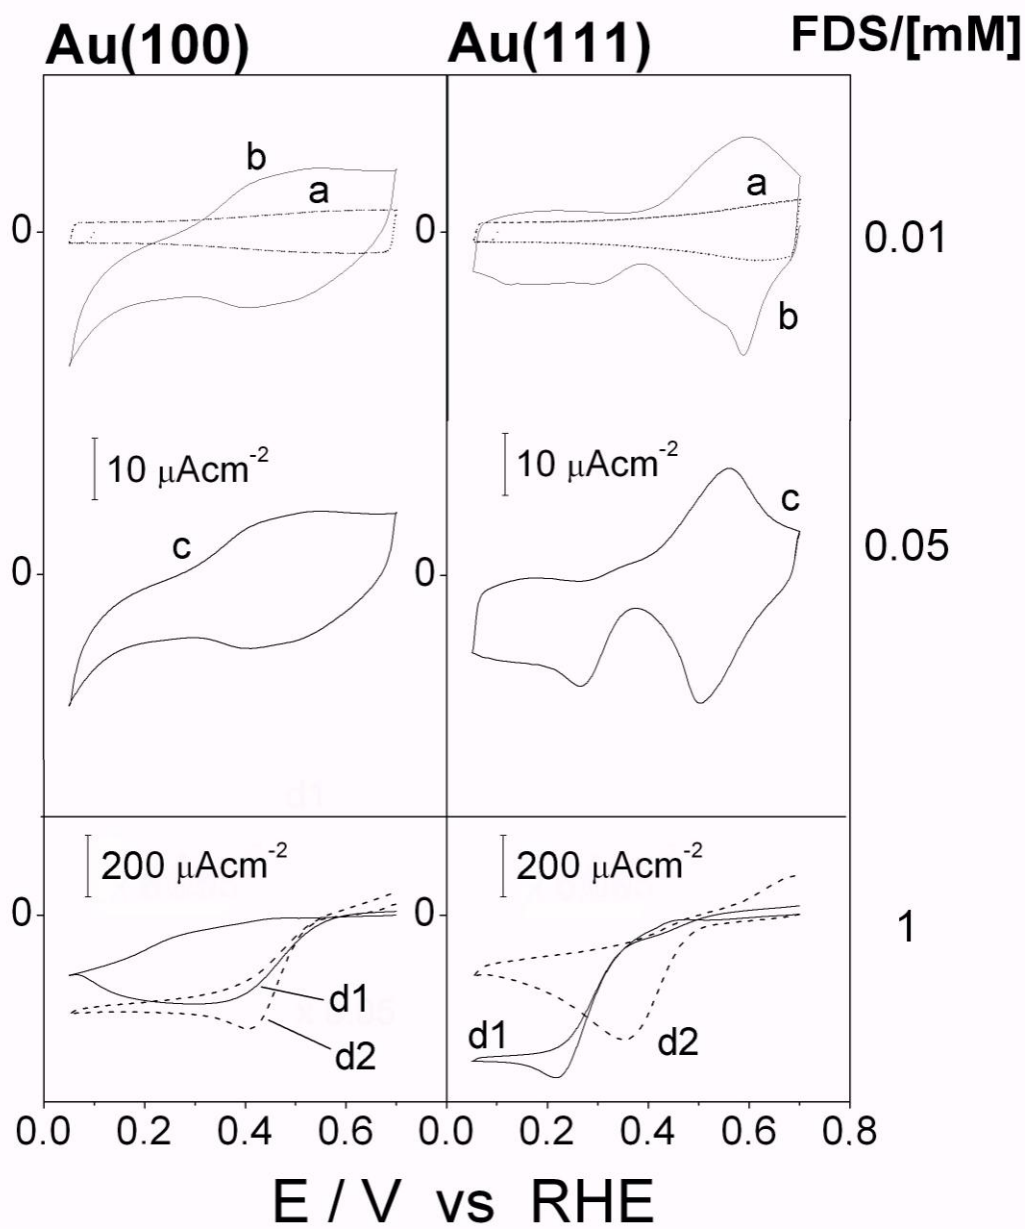 Au(100) Au(111) FDS/[mM]
b
a
a
0 0 0.01
b
10 μAcm-2 10 μAcm-2
c
c
0 0 0.05
200 μAcm-2 200 μAcm-2
0 0 1
d1
d2
d1
d2
0.0 0.2 0.4 0.6 0.0 0.2 0.4 0.6 0.8
E / V vs RHE